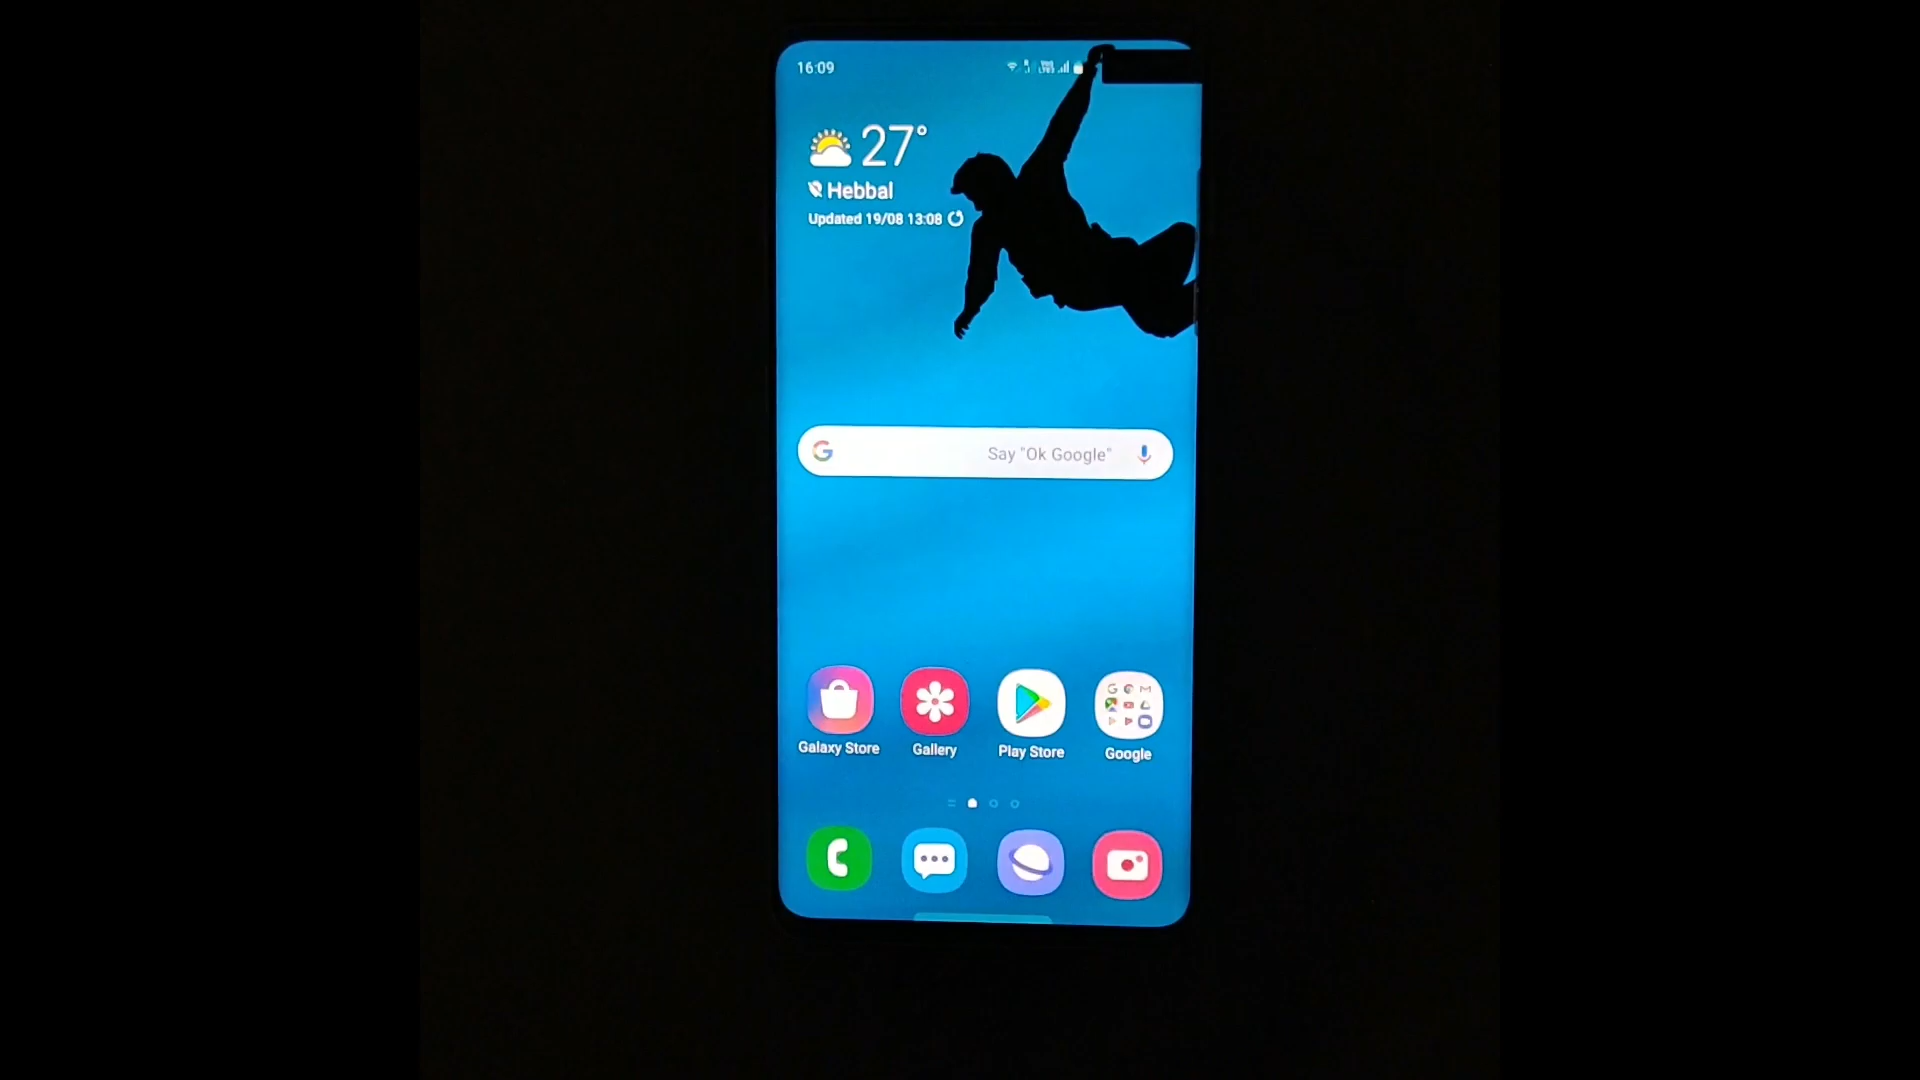 16:09
27°
Hebbal
Updated 19/08 13:08
Say "Ok Google"
Galaxy Store
Gallery
Play Store
Google